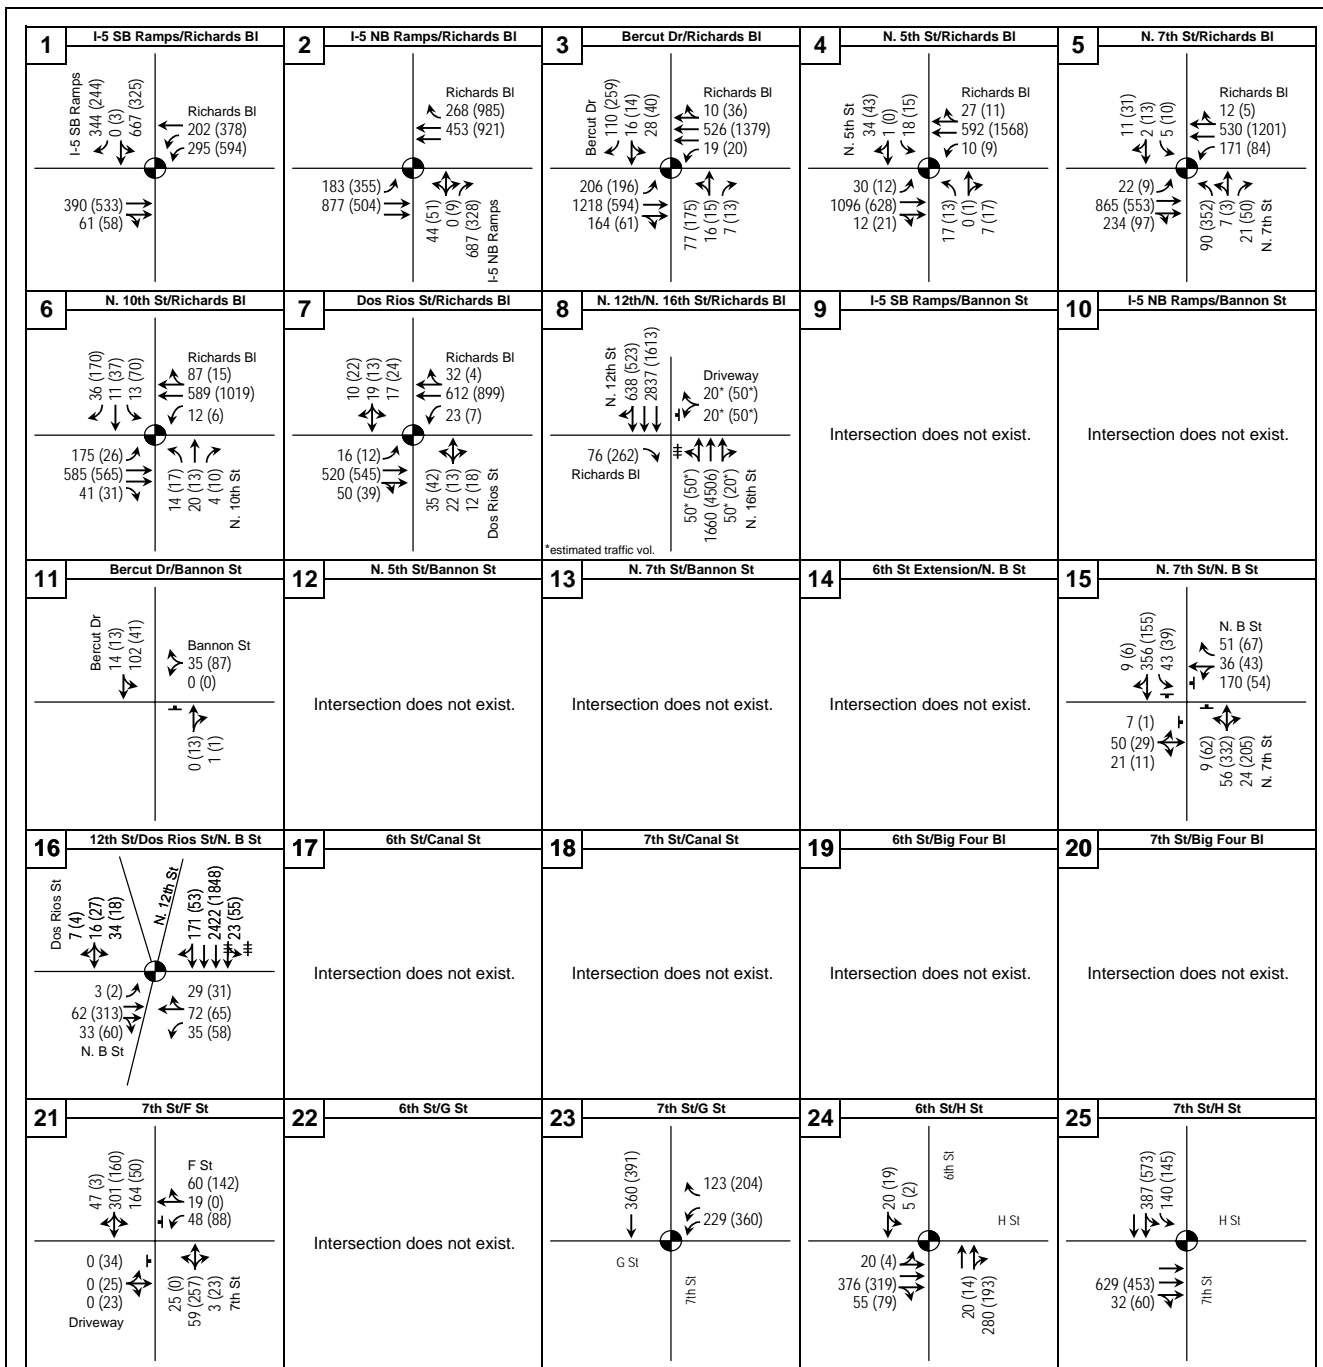 1
I-5 SB Ramps/Richards Bl
I-5 SB Ramps
344 (244)
0 (3)
667 (325)
Richards Bl
202 (378)
295 (594)
390 (533)
61 (58)
2
I-5 NB Ramps/Richards Bl
Richards Bl
268 (985)
453 (921)
183 (355)
877 (504)
44 (51)
0 (9)
687 (328)
I-5 NB Ramps
3
Bercut Dr/Richards Bl
Bercut Dr
110 (259)
16 (14)
28 (40)
Richards Bl
10 (36)
526 (1379)
19 (20)
206 (196)
1218 (594)
164 (61)
77 (175)
16 (15)
7 (13)
4
N. 5th St/Richards Bl
N. 5th St
34 (43)
1 (0)
18 (15)
Richards Bl
27 (11)
592 (1568)
10 (9)
30 (12)
1096 (628)
12 (21)
17 (13)
0 (1)
7 (17)
5
N. 7th St/Richards Bl
11 (31)
2 (13)
5 (10)
Richards Bl
12 (5)
530 (1201)
171 (84)
22 (9)
865 (553)
234 (97)
90 (352)
7 (3)
21 (50)
N. 7th St
6
N. 10th St/Richards Bl
36 (170)
11 (37)
13 (70)
Richards Bl
87 (15)
589 (1019)
12 (6)
175 (26)
585 (565)
41 (31)
14 (17)
20 (13)
4 (10)
N. 10th St
7
Dos Rios St/Richards Bl
10 (22)
19 (13)
17 (24)
Richards Bl
32 (4)
612 (899)
23 (7)
16 (12)
520 (545)
50 (39)
35 (42)
22 (13)
12 (18)
Dos Rios St
8
N. 12th/N. 16th St/Richards Bl
N. 12th St
638 (523)
2837 (1613)
Driveway
20* (50*)
20* (50*)
76 (262)
Richards Bl
50* (50*)
1660 (4506)
50* (20*)
N. 16th St
*estimated traffic vol.
9
I-5 SB Ramps/Bannon St
Intersection does not exist.
10
I-5 NB Ramps/Bannon St
Intersection does not exist.
11
Bercut Dr/Bannon St
Bercut Dr
14 (13)
102 (41)
Bannon St
35 (87)
0 (0)
0 (13)
1 (1)
12
N. 5th St/Bannon St
Intersection does not exist.
13
N. 7th St/Bannon St
Intersection does not exist.
14
6th St Extension/N. B St
Intersection does not exist.
15
N. 7th St/N. B St
9 (6)
356 (155)
43 (39)
N. B St
51 (67)
36 (43)
170 (54)
7 (1)
50 (29)
21 (11)
9 (62)
56 (332)
24 (205)
N. 7th St
16
12th St/Dos Rios St/N. B St
Dos Rios St
7 (4)
16 (27)
34 (18)
N. 12th St
171 (53)
2422 (1848)
23 (55)
3 (2)
62 (313)
33 (60)
N. B St
29 (31)
72 (65)
35 (58)
17
6th St/Canal St
Intersection does not exist.
18
7th St/Canal St
Intersection does not exist.
19
6th St/Big Four Bl
Intersection does not exist.
20
7th St/Big Four Bl
Intersection does not exist.
21
7th St/F St
47 (3)
301 (160)
164 (50)
F St
60 (142)
19 (0)
48 (88)
0 (34)
0 (25)
0 (23)
Driveway
25 (0)
59 (257)
3 (23)
7th St
22
6th St/G St
Intersection does not exist.
23
7th St/G St
360 (391)
123 (204)
229 (360)
G St
7th St
24
6th St/H St
20 (19)
5 (2)
6th St
H St
20 (4)
376 (319)
55 (79)
20 (14)
280 (193)
25
7th St/H St
387 (573)
140 (145)
H St
629 (453)
32 (60)
7th St